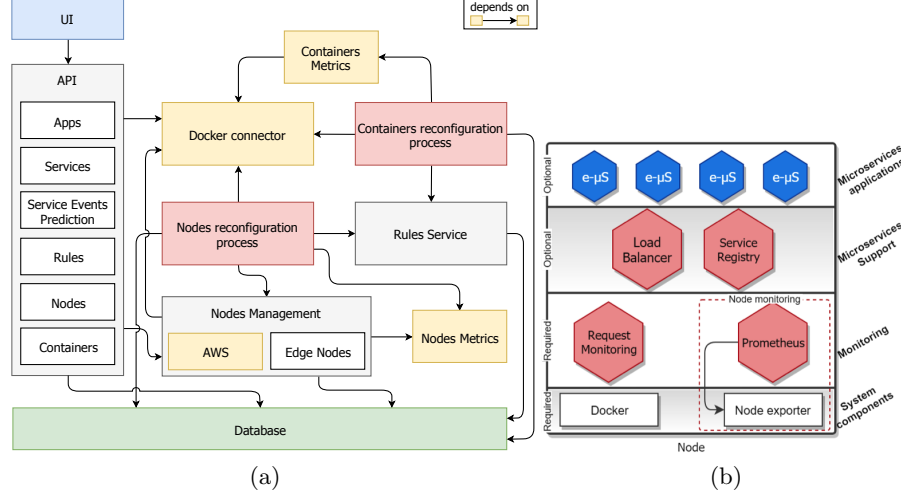 depends on
UI
API
Apps
Services
Service Events
Prediction
Rules
Nodes
Containers
Containers
Metrics
Docker connector
Containers reconfiguration
process
Nodes reconfiguration
process
Rules Service
Nodes Management
AWS
Edge Nodes
Nodes Metrics
Database
(a)
Optional
e-µS
e-µS
e-µS
e-µS
Microservices
applications
Optional
Load
Balancer
Service
Registry
Microservices
Support
Required
Request
Monitoring
Node monitoring
Prometheus
Monitoring
Required
Docker
Node exporter
System
components
Node
(b)